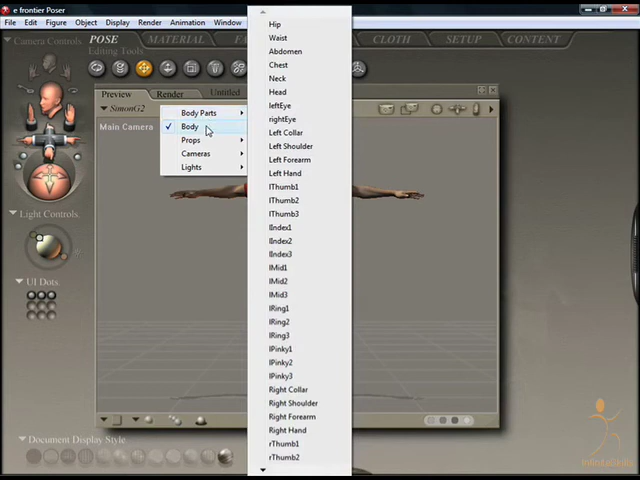 e frontier Poser
File Edit Figure Object Display Render Animation Window
Camera Controls
POSE MATERIAL FA CLOTH SETUP CONTENT
Editing Tools
Preview Render Untitled
SimonG2
Main Camera
Body Parts
Body
Props
Cameras
Lights
Hip
Waist
Abdomen
Chest
Neck
Head
leftEye
rightEye
Left Collar
Left Shoulder
Left Forearm
Left Hand
lThumb1
lThumb2
lThumb3
lIndex1
lIndex2
lIndex3
lMid1
lMid2
lMid3
lRing1
lRing2
lRing3
lPinky1
lPinky2
lPinky3
Right Collar
Right Shoulder
Right Forearm
Right Hand
rThumb1
rThumb2
Light Controls
UI Dots
Document Display Style